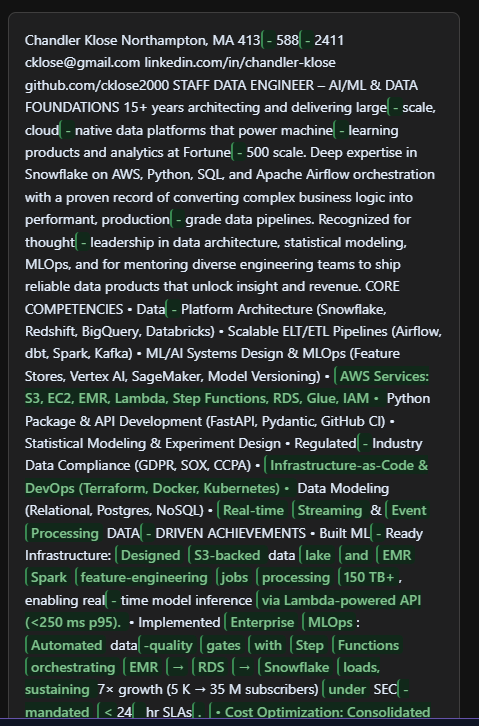 Chandler Klose Northampton, MA 413 - 588 - 2411
cklose@gmail.com linkedin.com/in/chandler-klose
github.com/cklose2000 STAFF DATA ENGINEER – AI/ML & DATA
FOUNDATIONS 15+ years architecting and delivering large - scale,
cloud - native data platforms that power machine - learning
products and analytics at Fortune - 500 scale. Deep expertise in
Snowflake on AWS, Python, SQL, and Apache Airflow orchestration
with a proven record of converting complex business logic into
performant, production - grade data pipelines. Recognized for
thought - leadership in data architecture, statistical modeling,
MLOps, and for mentoring diverse engineering teams to ship
reliable data products that unlock insight and revenue. CORE
COMPETENCIES • Data - Platform Architecture (Snowflake,
Redshift, BigQuery, Databricks) • Scalable ELT/ETL Pipelines (Airflow,
dbt, Spark, Kafka) • ML/AI Systems Design & MLOps (Feature
Stores, Vertex AI, SageMaker, Model Versioning) • AWS Services:
S3, EC2, EMR, Lambda, Step Functions, RDS, Glue, IAM • Python
Package & API Development (FastAPI, Pydantic, GitHub CI) •
Statistical Modeling & Experiment Design • Regulated - Industry
Data Compliance (GDPR, SOX, CCPA) • Infrastructure-as-Code &
DevOps (Terraform, Docker, Kubernetes) • Data Modeling
(Relational, Postgres, NoSQL) • Real-time Streaming & Event
Processing DATA - DRIVEN ACHIEVEMENTS • Built ML - Ready
Infrastructure: Designed S3-backed data lake and EMR
Spark feature-engineering jobs processing 150 TB+ ,
enabling real - time model inference via Lambda-powered API
(<250 ms p95). • Implemented Enterprise MLOps :
Automated data -quality gates with Step Functions
orchestrating EMR → RDS → Snowflake loads,
sustaining 7× growth (5 K → 35 M subscribers) under SEC -
mandated < 24 hr SLAs . • Cost Optimization: Consolidated